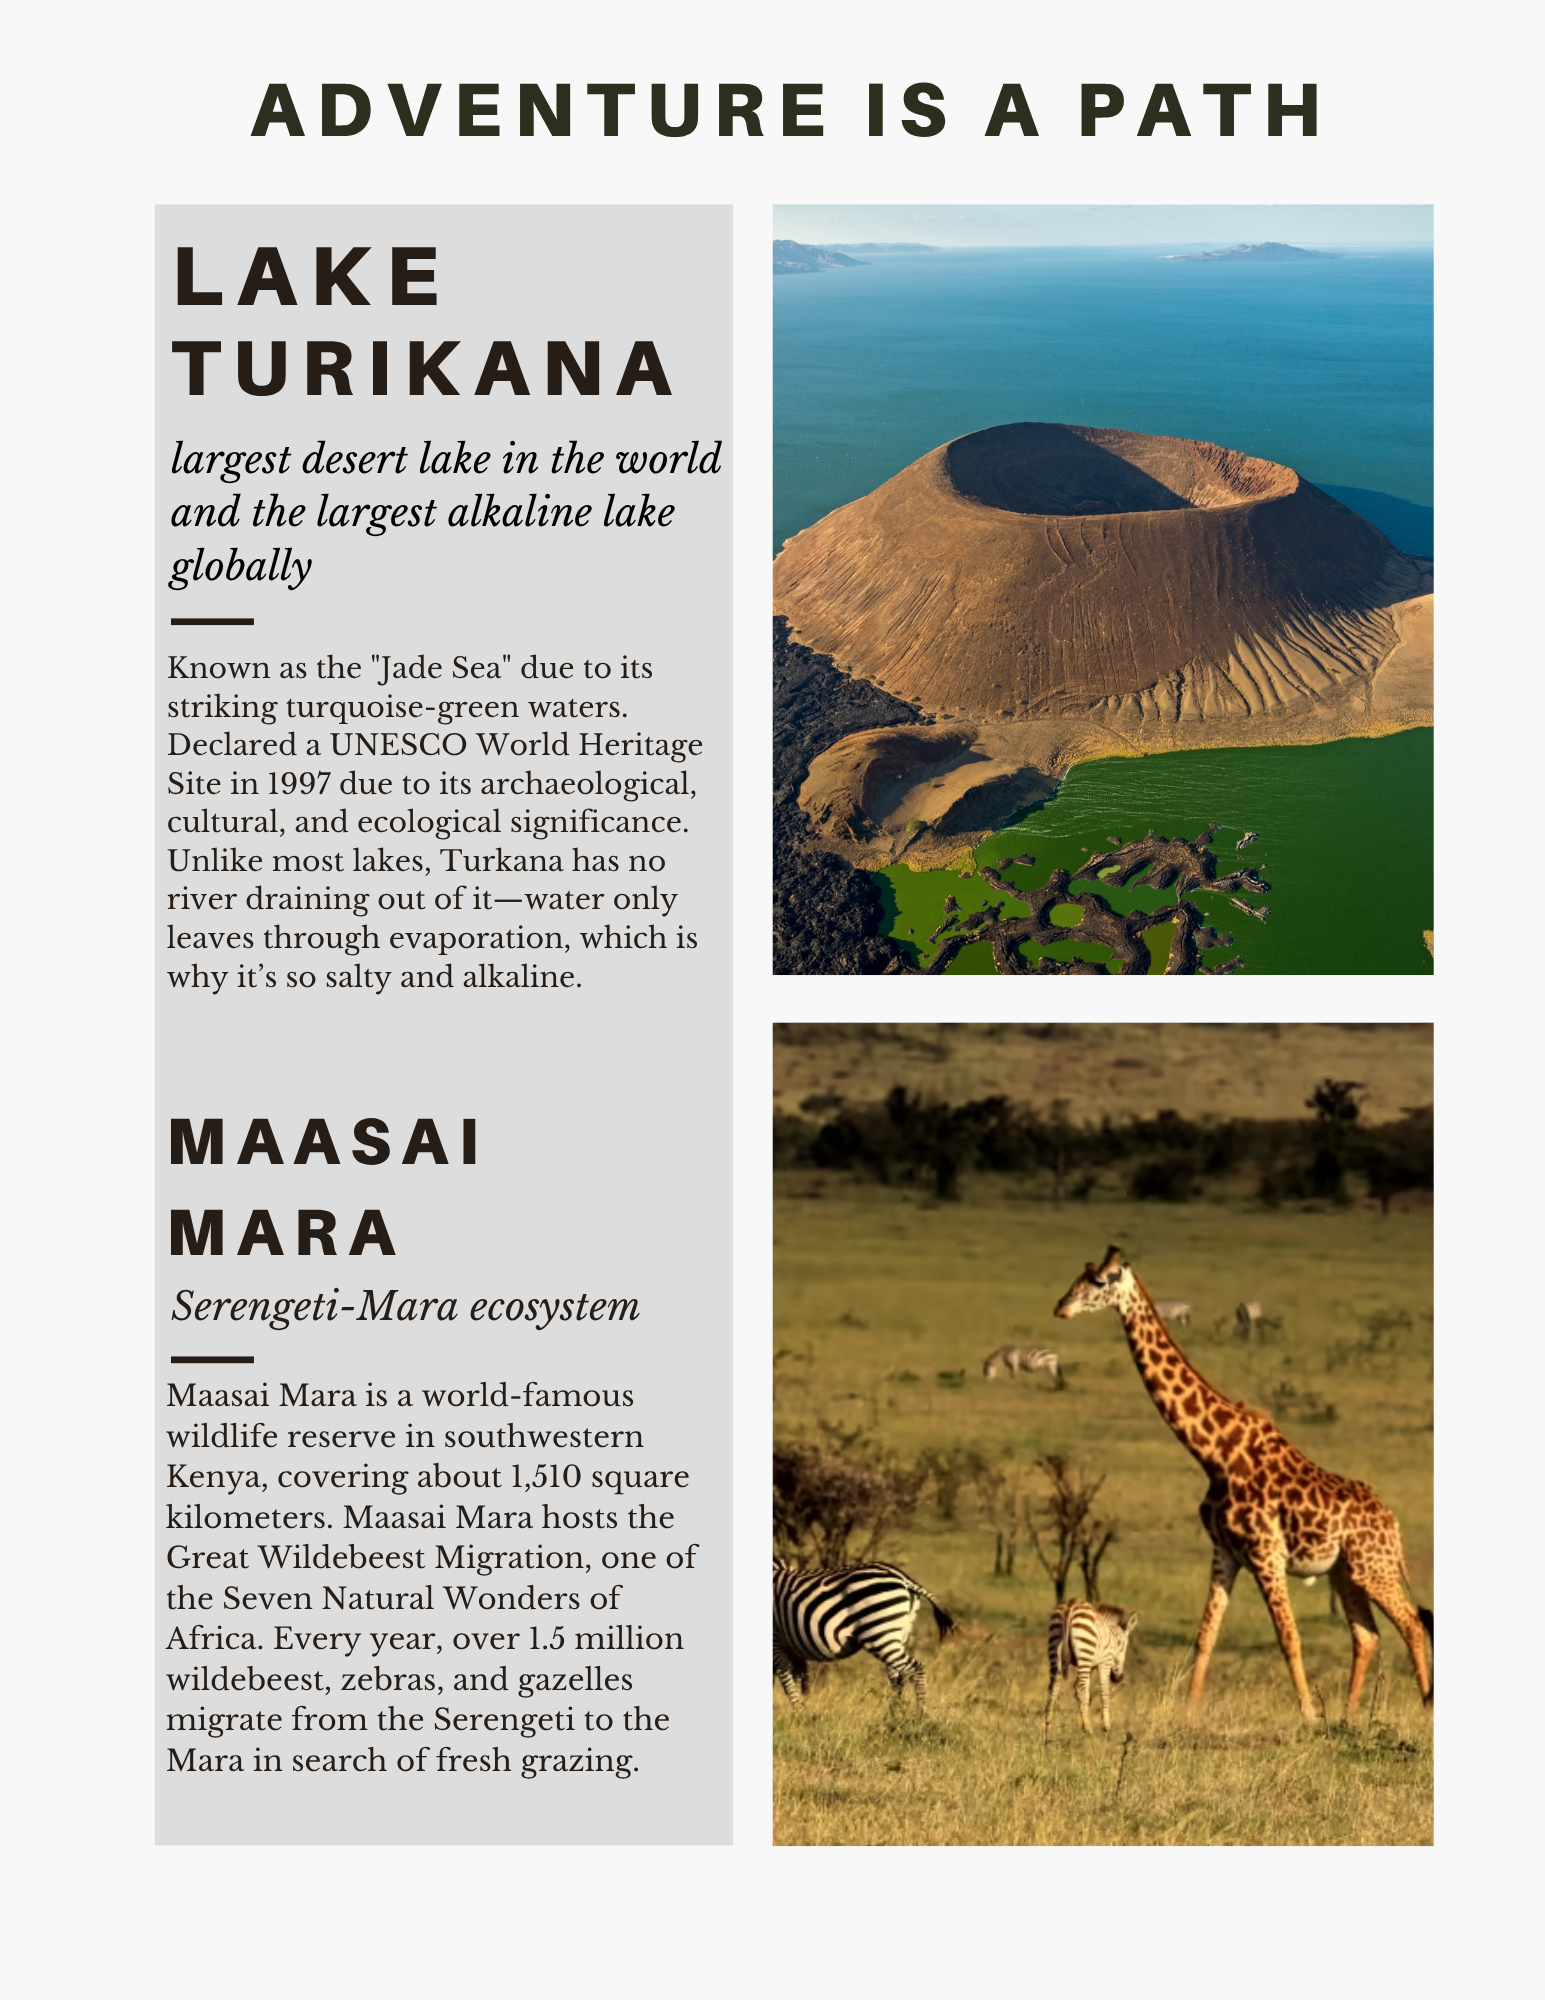 ADVENTURE IS A PATH
LAKE
TURIKANA
largest desert lake in the world
and the largest alkaline lake
globally
Known as the "Jade Sea" due to its
striking turquoise-green waters.
Declared a UNESCO World Heritage
Site in 1997 due to its archaeological,
cultural, and ecological significance.
Unlike most lakes, Turkana has no
river draining out of it—water only
leaves through evaporation, which is
why it’s so salty and alkaline.
MAASAI
MARA
Serengeti-Mara ecosystem
Maasai Mara is a world-famous
wildlife reserve in southwestern
Kenya, covering about 1,510 square
kilometers. Maasai Mara hosts the
Great Wildebeest Migration, one of
the Seven Natural Wonders of
Africa. Every year, over 1.5 million
wildebeest, zebras, and gazelles
migrate from the Serengeti to the
Mara in search of fresh grazing.